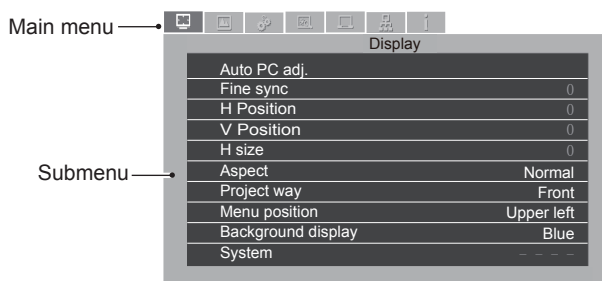 Main menu
Display
Auto PC adj.
Fine sync 0
H Position 0
V Position 0
H size 0
Submenu
Aspect Normal
Project way Front
Menu position Upper left
Background display Blue
System – – – –